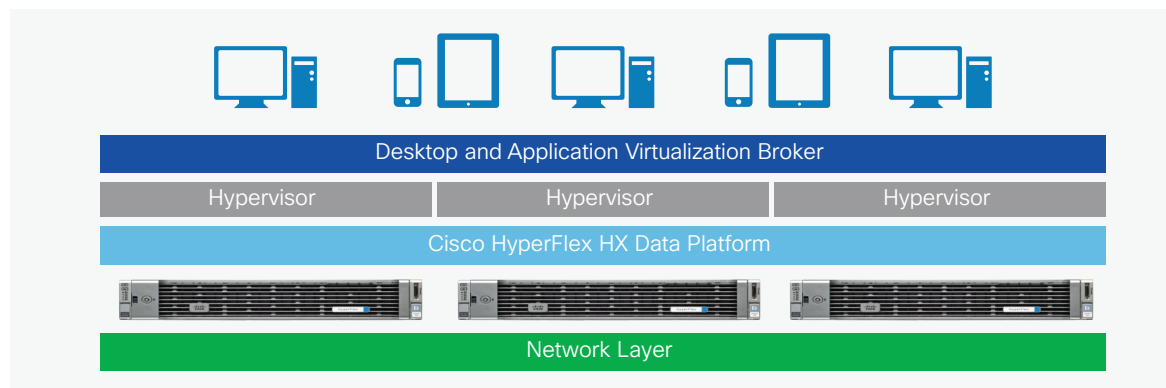 Desktop and Application Virtualization Broker
Hypervisor Hypervisor Hypervisor
Cisco HyperFlex HX Data Platform
Network Layer